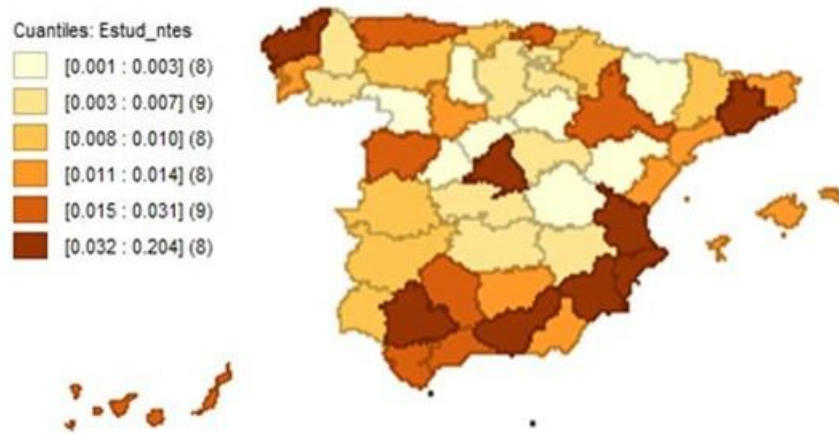 Cuantiles: Estud_ntes
[0.001 : 0.003] (8)
[0.003 : 0.007] (9)
[0.008 : 0.010] (8)
[0.011 : 0.014] (8)
[0.015 : 0.031] (9)
[0.032 : 0.204] (8)